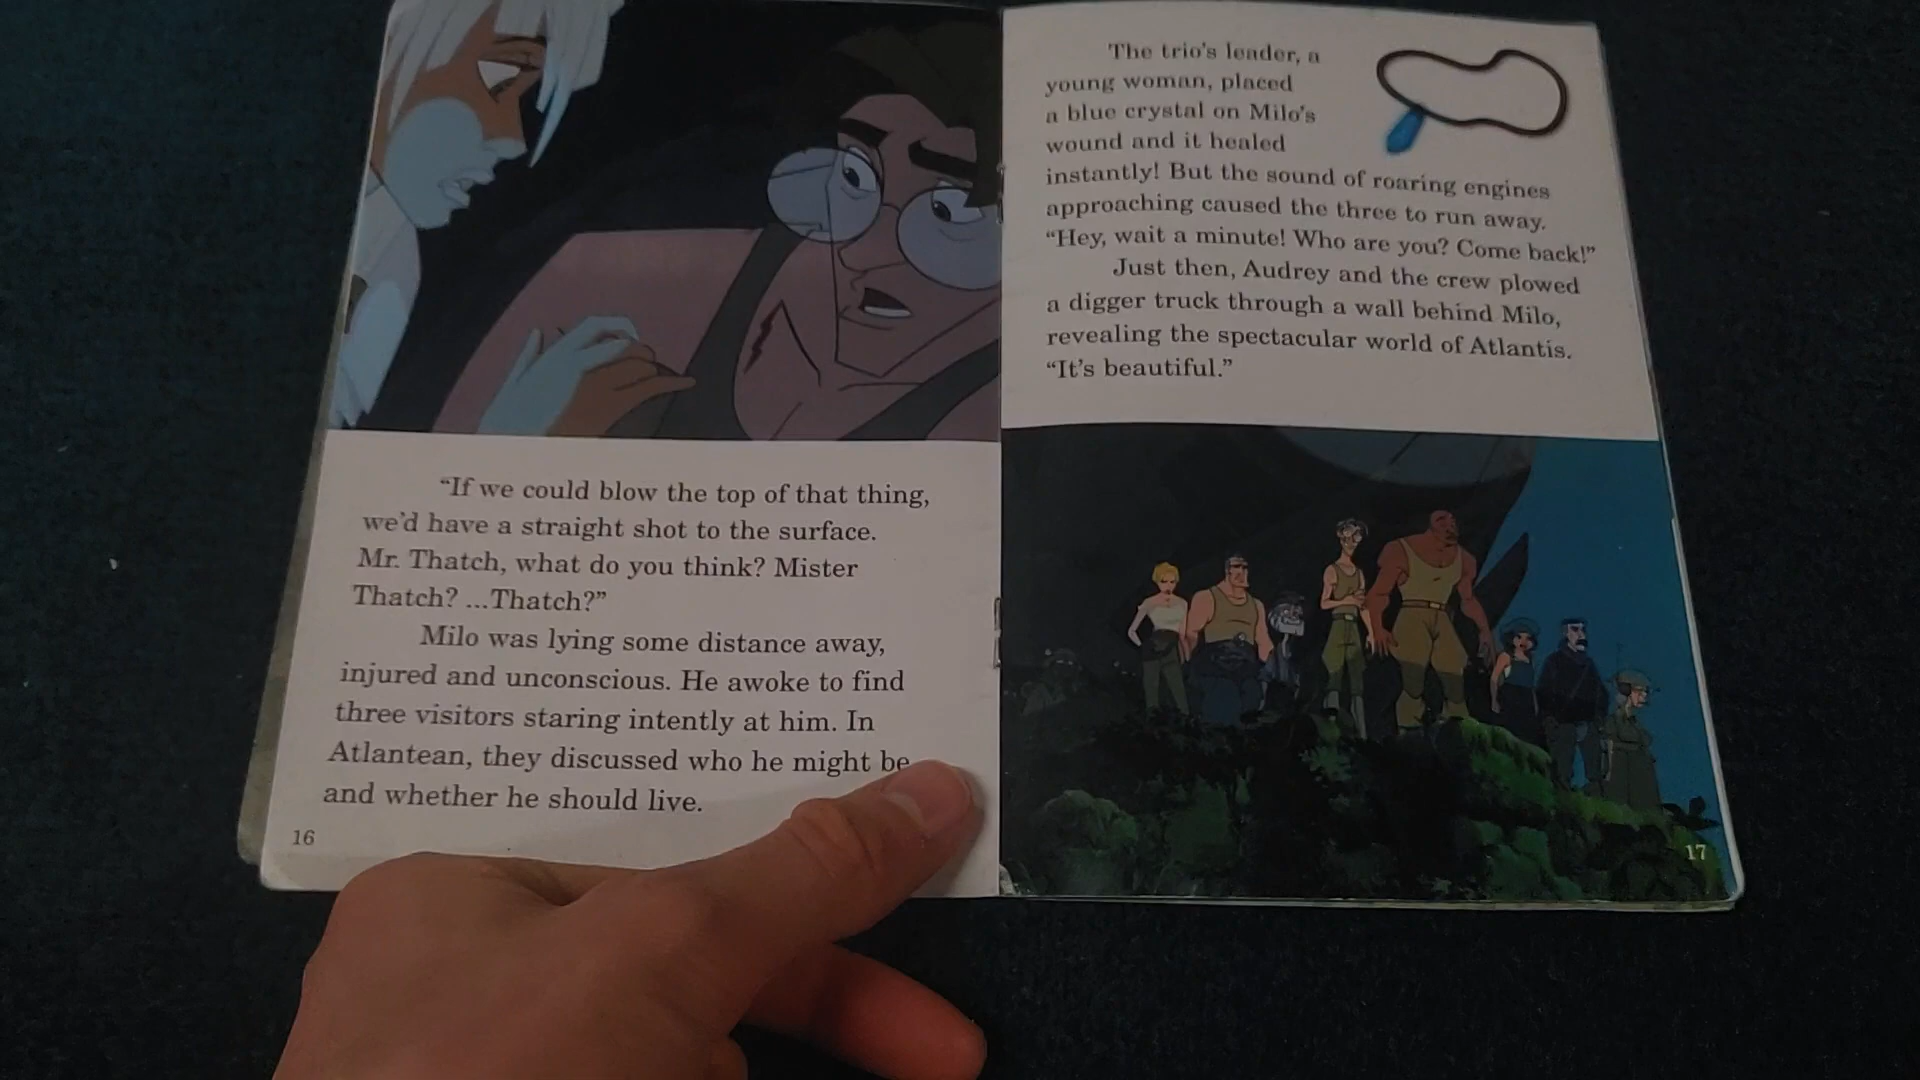 “If we could blow the top of that thing,
we’d have a straight shot to the surface.
Mr. Thatch, what do you think? Mister
Thatch? ...Thatch?”
Milo was lying some distance away,
injured and unconscious. He awoke to find
three visitors staring intently at him. In
Atlantean, they discussed who he might be
and whether he should live.
16
The trio’s leader, a
young woman, placed
a blue crystal on Milo’s
wound and it healed
instantly! But the sound of roaring engines
approaching caused the three to run away.
“Hey, wait a minute! Who are you? Come back!”
Just then, Audrey and the crew plowed
a digger truck through a wall behind Milo,
revealing the spectacular world of Atlantis.
“It’s beautiful.”
17